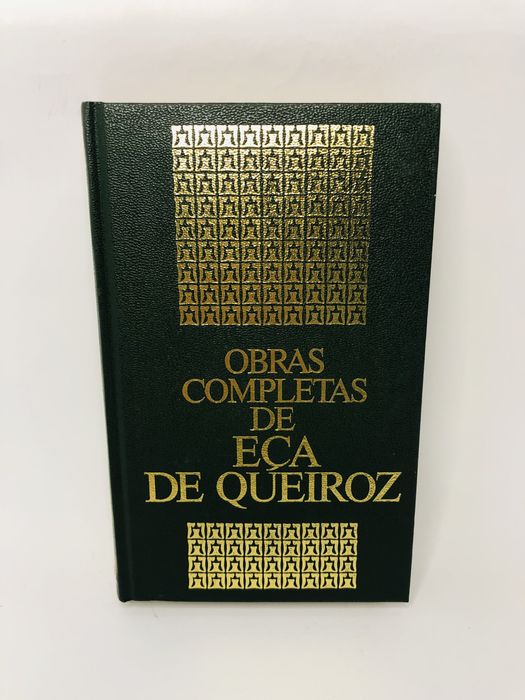 OBRAS
COMPLETAS
DE
EÇA
DE QUEIROZ